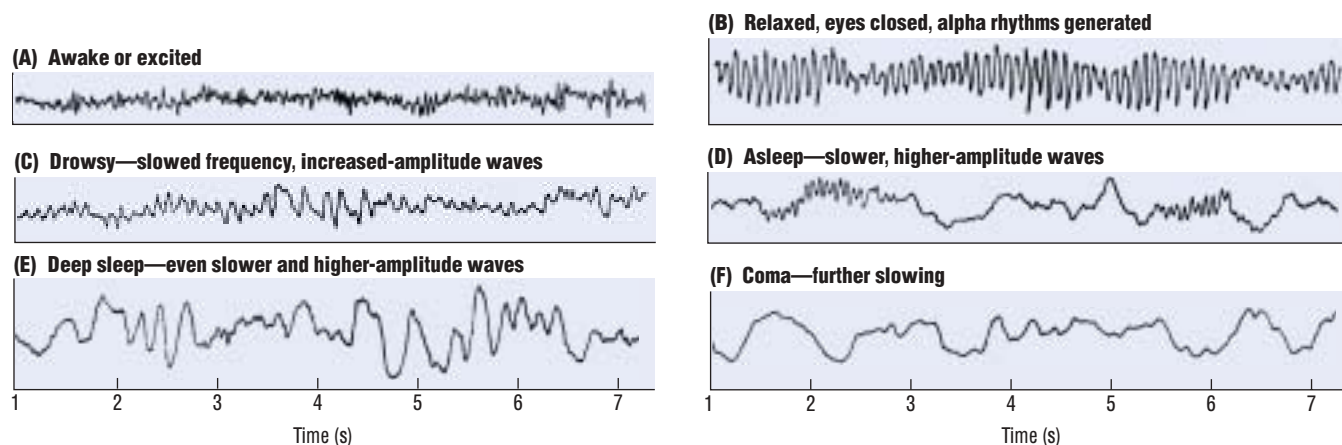 (A) Awake or excited
(B) Relaxed, eyes closed, alpha rhythms generated
(C) Drowsy—slowed frequency, increased-amplitude waves
(D) Asleep—slower, higher-amplitude waves
(E) Deep sleep—even slower and higher-amplitude waves
(F) Coma—further slowing
1 2 3 4 5 6 7
Time (s)
1 2 3 4 5 6 7
Time (s)